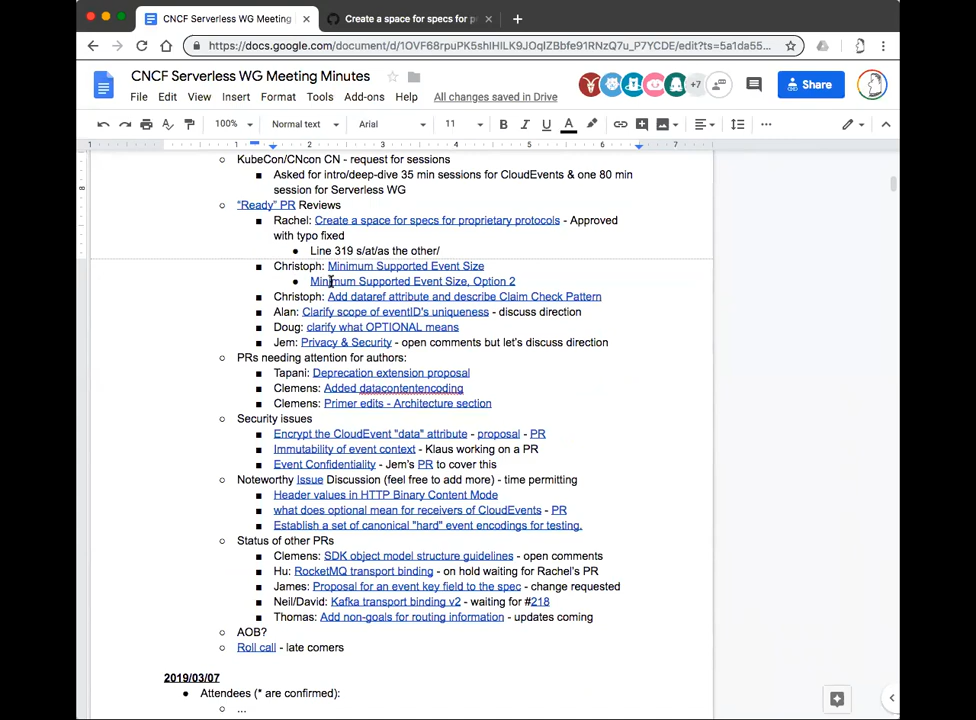 CNCF Serverless WG Meeting
Create a space for specs for p
https://docs.google.com/document/d/1OVF68rpuPK5shIHlLK9JOqIZBbfe91RNzQ7u_P7YCDE/edit?ts=5a1da55...
CNCF Serverless WG Meeting Minutes
+7
Share
File Edit View Insert Format Tools Add-ons Help All changes saved in Drive
100% Normal text Arial 11 B I U A
1 1 2 3 4 5 6 7
○ KubeCon/CNcon CN - request for sessions
■ Asked for intro/deep-dive 35 min sessions for CloudEvents & one 80 min
session for Serverless WG
○ “Ready” PR Reviews
■ Rachel: Create a space for specs for proprietary protocols - Approved
with typo fixed
● Line 319 s/at/as the other/
■ Christoph: Minimum Supported Event Size
● Minimum Supported Event Size, Option 2
■ Christoph: Add dataref attribute and describe Claim Check Pattern
■ Alan: Clarify scope of eventID's uniqueness - discuss direction
■ Doug: clarify what OPTIONAL means
■ Jem: Privacy & Security - open comments but let’s discuss direction
○ PRs needing attention for authors:
■ Tapani: Deprecation extension proposal
■ Clemens: Added datacontentencoding
■ Clemens: Primer edits - Architecture section
○ Security issues
■ Encrypt the CloudEvent "data" attribute - proposal - PR
■ Immutability of event context - Klaus working on a PR
■ Event Confidentiality - Jem’s PR to cover this
○ Noteworthy Issue Discussion (feel free to add more) - time permitting
■ Header values in HTTP Binary Content Mode
■ what does optional mean for receivers of CloudEvents - PR
■ Establish a set of canonical "hard" event encodings for testing.
○ Status of other PRs
■ Clemens: SDK object model structure guidelines - open comments
■ Hu: RocketMQ transport binding - on hold waiting for Rachel’s PR
■ James: Proposal for an event key field to the spec - change requested
■ Neil/David: Kafka transport binding v2 - waiting for #218
■ Thomas: Add non-goals for routing information - updates coming
○ AOB?
○ Roll call - late comers
2019/03/07
● Attendees (* are confirmed):
○ ...